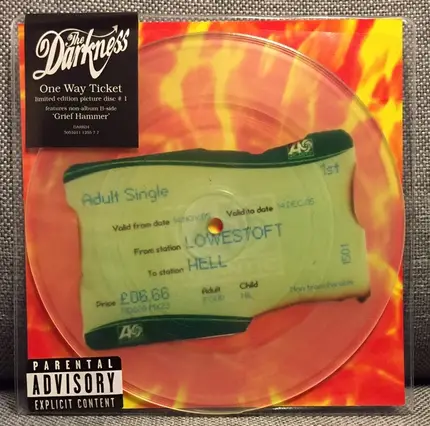 The
Darkness
One Way Ticket
limited edition picture disc # 1
features non-album B-side
'Grief Hammer'
1st
Adult Single
Valid from date
Valid to date
From station LOWESTOFT
To station HELL
Price £06.66
Adult
Child
NIL
1501
PARENTAL
ADVISORY
EXPLICIT CONTENT